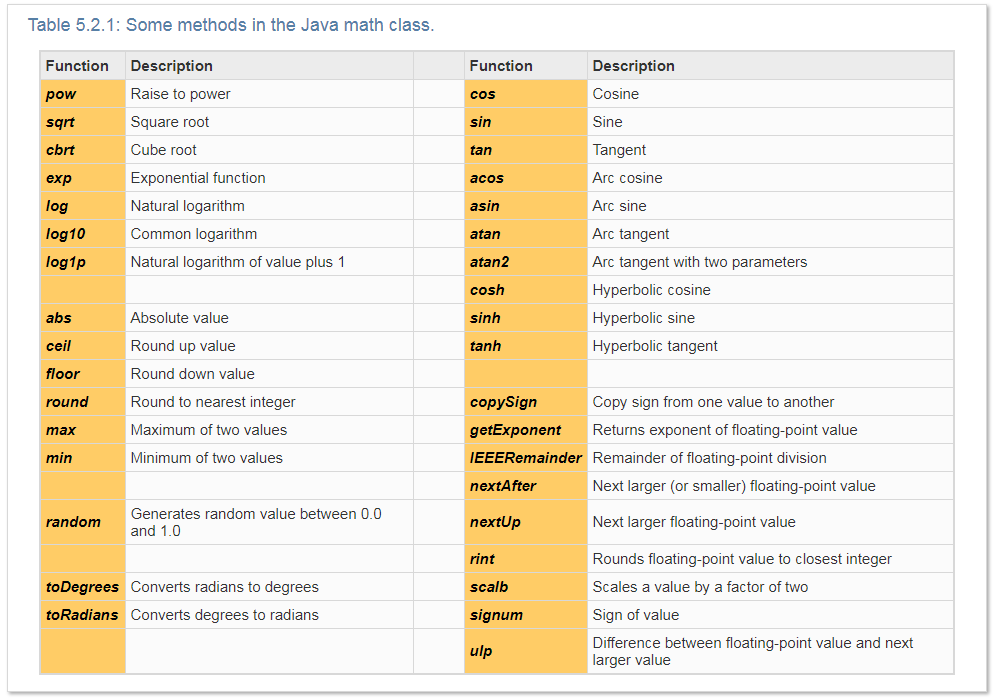 Table 5.2.1: Some methods in the Java math class.
Function Description Function Description
pow Raise to power cos Cosine
sqrt Square root sin Sine
cbrt Cube root tan Tangent
exp Exponential function acos Arc cosine
log Natural logarithm asin Arc sine
log10 Common logarithm atan Arc tangent
log1p Natural logarithm of value plus 1 atan2 Arc tangent with two parameters
cosh Hyperbolic cosine
abs Absolute value sinh Hyperbolic sine
ceil Round up value tanh Hyperbolic tangent
floor Round down value
round Round to nearest integer copySign Copy sign from one value to another
max Maximum of two values getExponent Returns exponent of floating-point value
min Minimum of two values IEEERemainder Remainder of floating-point division
nextAfter Next larger (or smaller) floating-point value
random Generates random value between 0.0
and 1.0 nextUp Next larger floating-point value
rint Rounds floating-point value to closest integer
toDegrees Converts radians to degrees scalb Scales a value by a factor of two
toRadians Converts degrees to radians signum Sign of value
ulp Difference between floating-point value and next
larger value